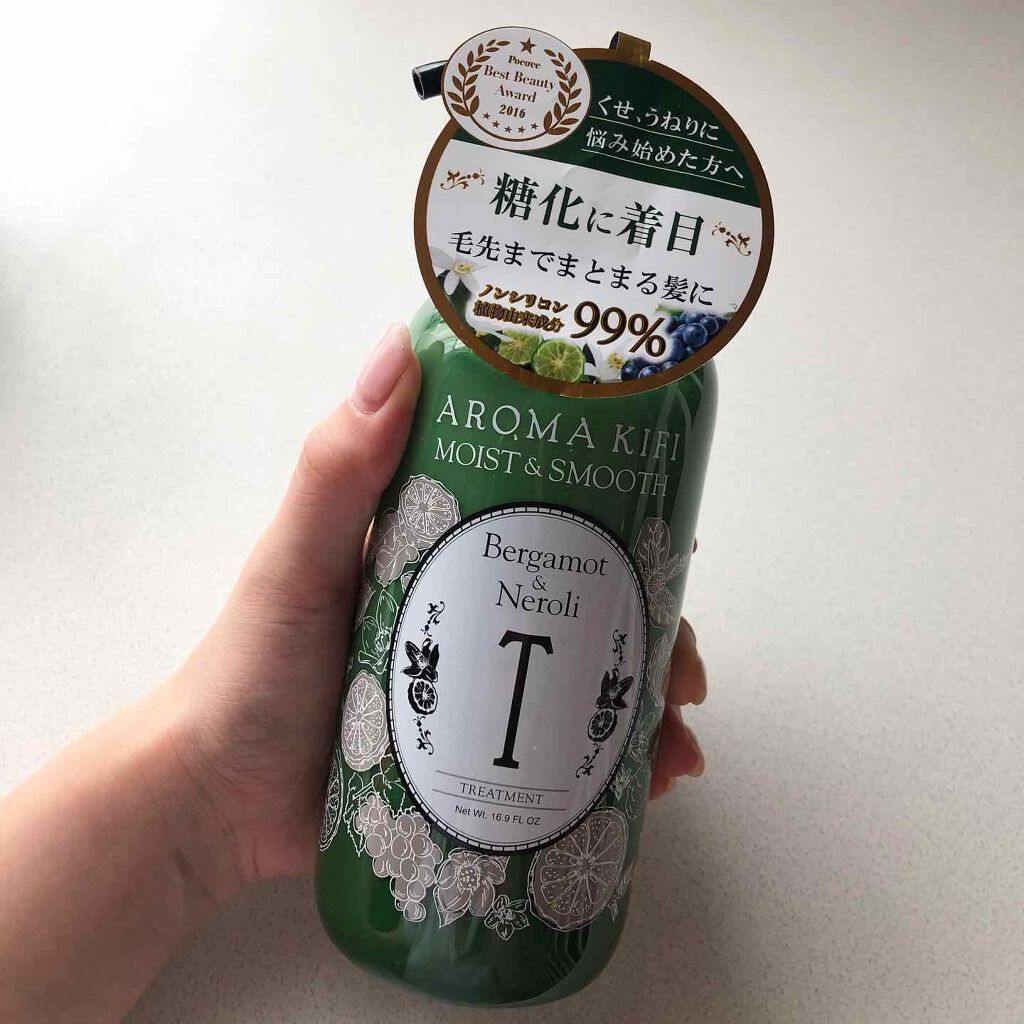 Pococe
Best Beauty
Award
2016
くせ、うねりに
悩み始めた方へ
糖化に着目
毛先までまとまる髪に
ノンシリコン
植物由来成分 99%
AROMA KIFI
MOIST & SMOOTH
Bergamot
&
Neroli
T
TREATMENT
Net Wt. 16.9 FL OZ